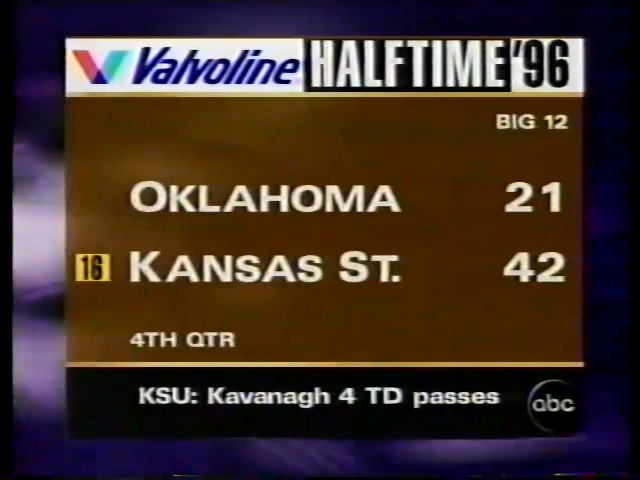 Valvoline HALFTIME '96
BIG 12
OKLAHOMA 21
16 KANSAS ST. 42
4TH QTR
KSU: Kavanagh 4 TD passes
abc